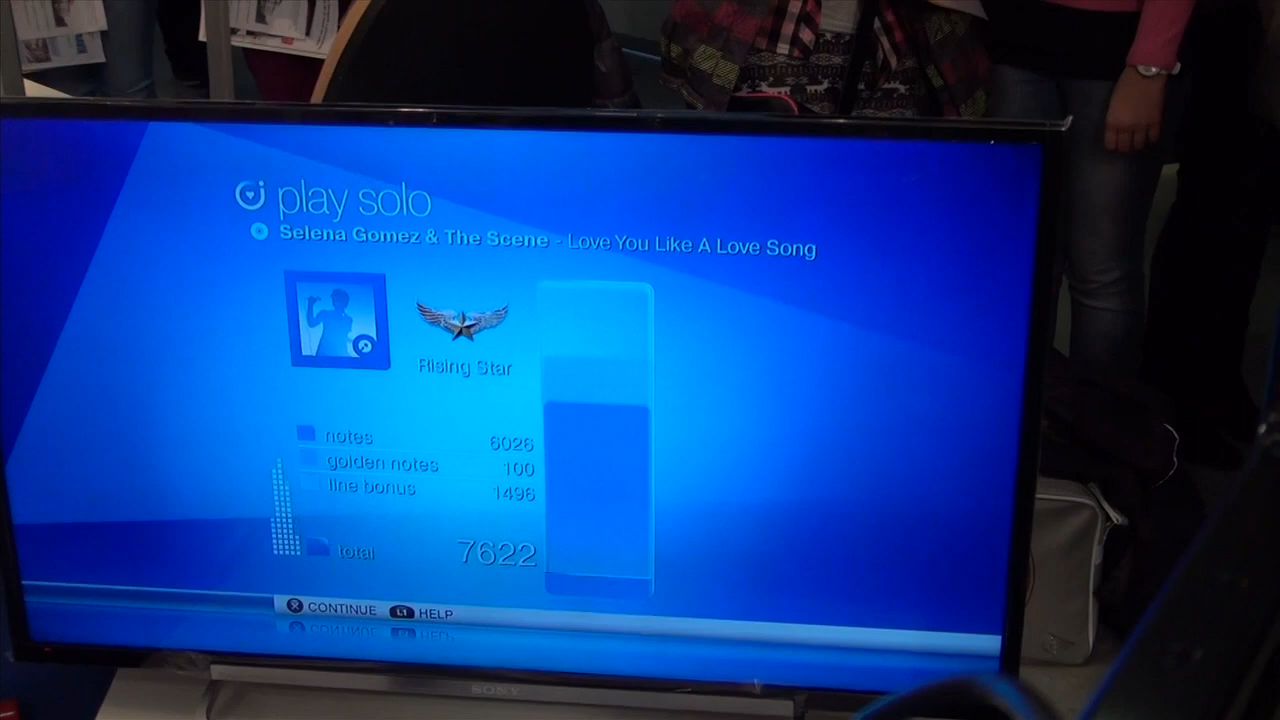 play solo
Selena Gomez & The Scene - Love You Like A Love Song
Rising Star
notes 6026
golden notes 100
line bonus 1496
total 7622
CONTINUE L1 HELP
SONY